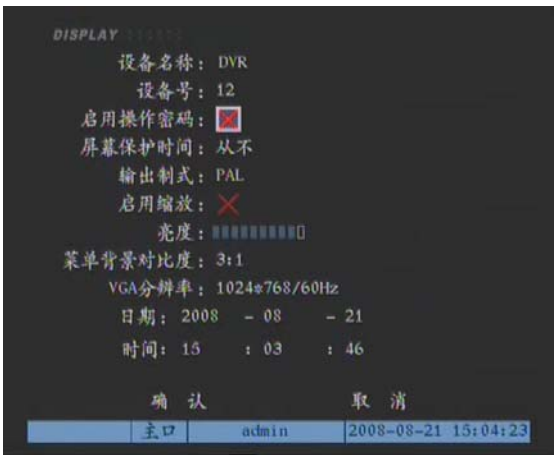 DISPLAY
设备名称: DVR
设备号: 12
启用操作密码:
屏幕保护时间: 从不
输出制式: PAL
启用缩放:
亮度:
菜单背景对比度: 3:1
VGA分辨率: 1024*768/60Hz
日期: 2008 - 08 - 21
时间: 15 : 03 : 46
确 认 取 消
主口 admin 2008-08-21 15:04:23